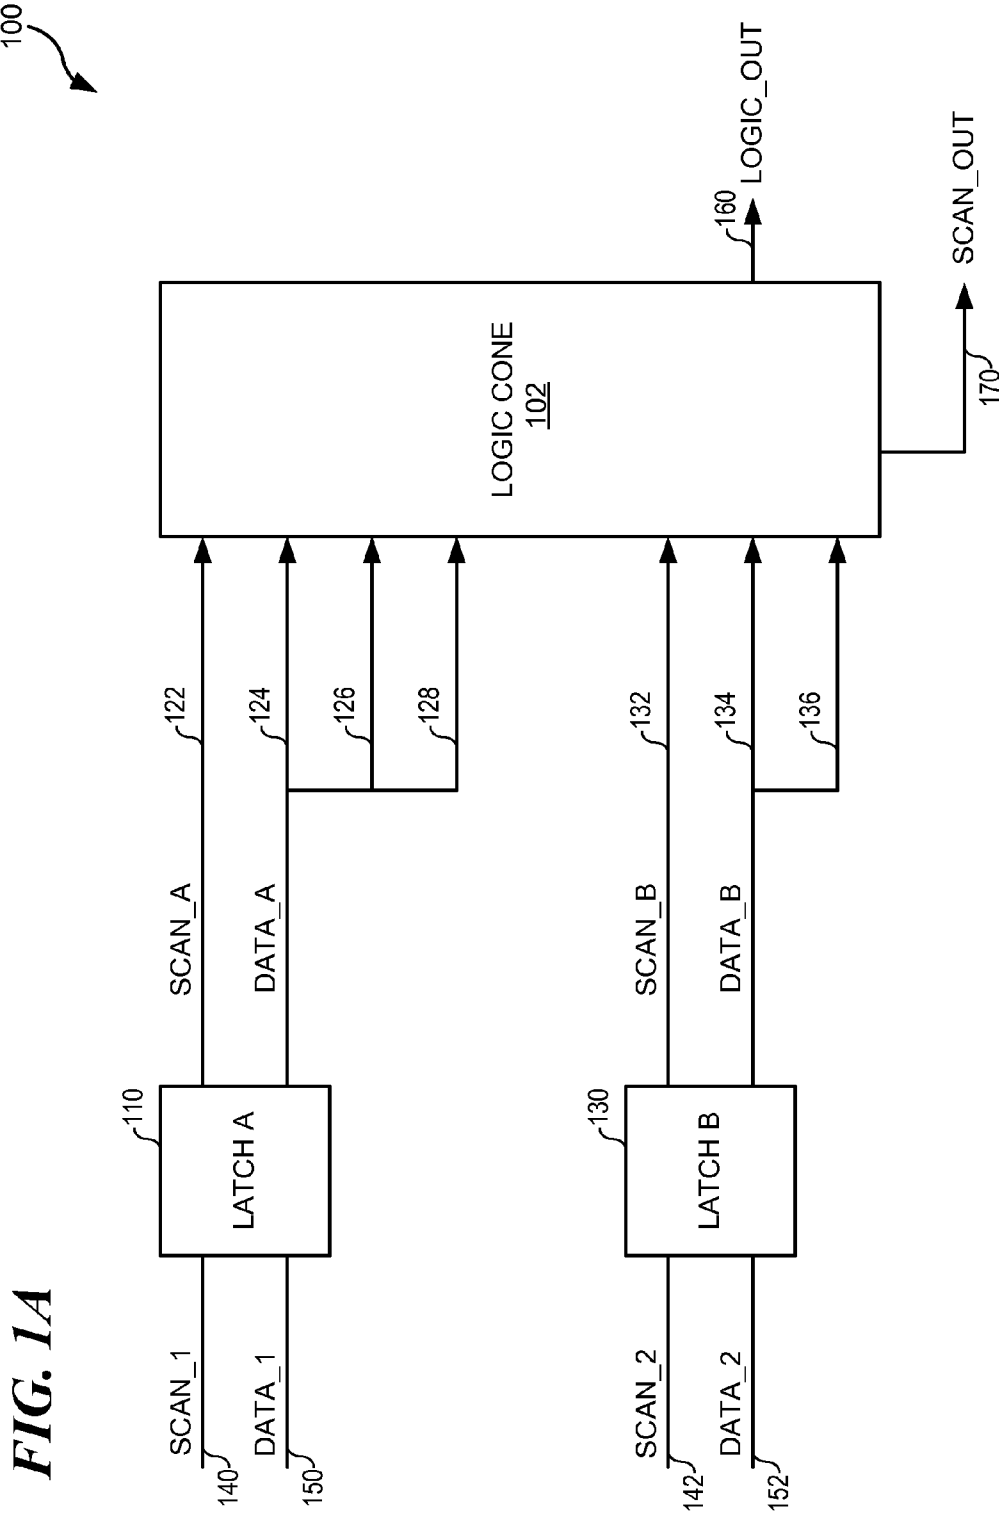 FIG. 1A
100
SCAN_1
140
DATA_1
150
110
LATCH A
SCAN_A
122
DATA_A
124
126
128
LOGIC CONE
102
SCAN_2
142
DATA_2
152
130
LATCH B
SCAN_B
132
DATA_B
134
136
160
LOGIC_OUT
170
SCAN_OUT